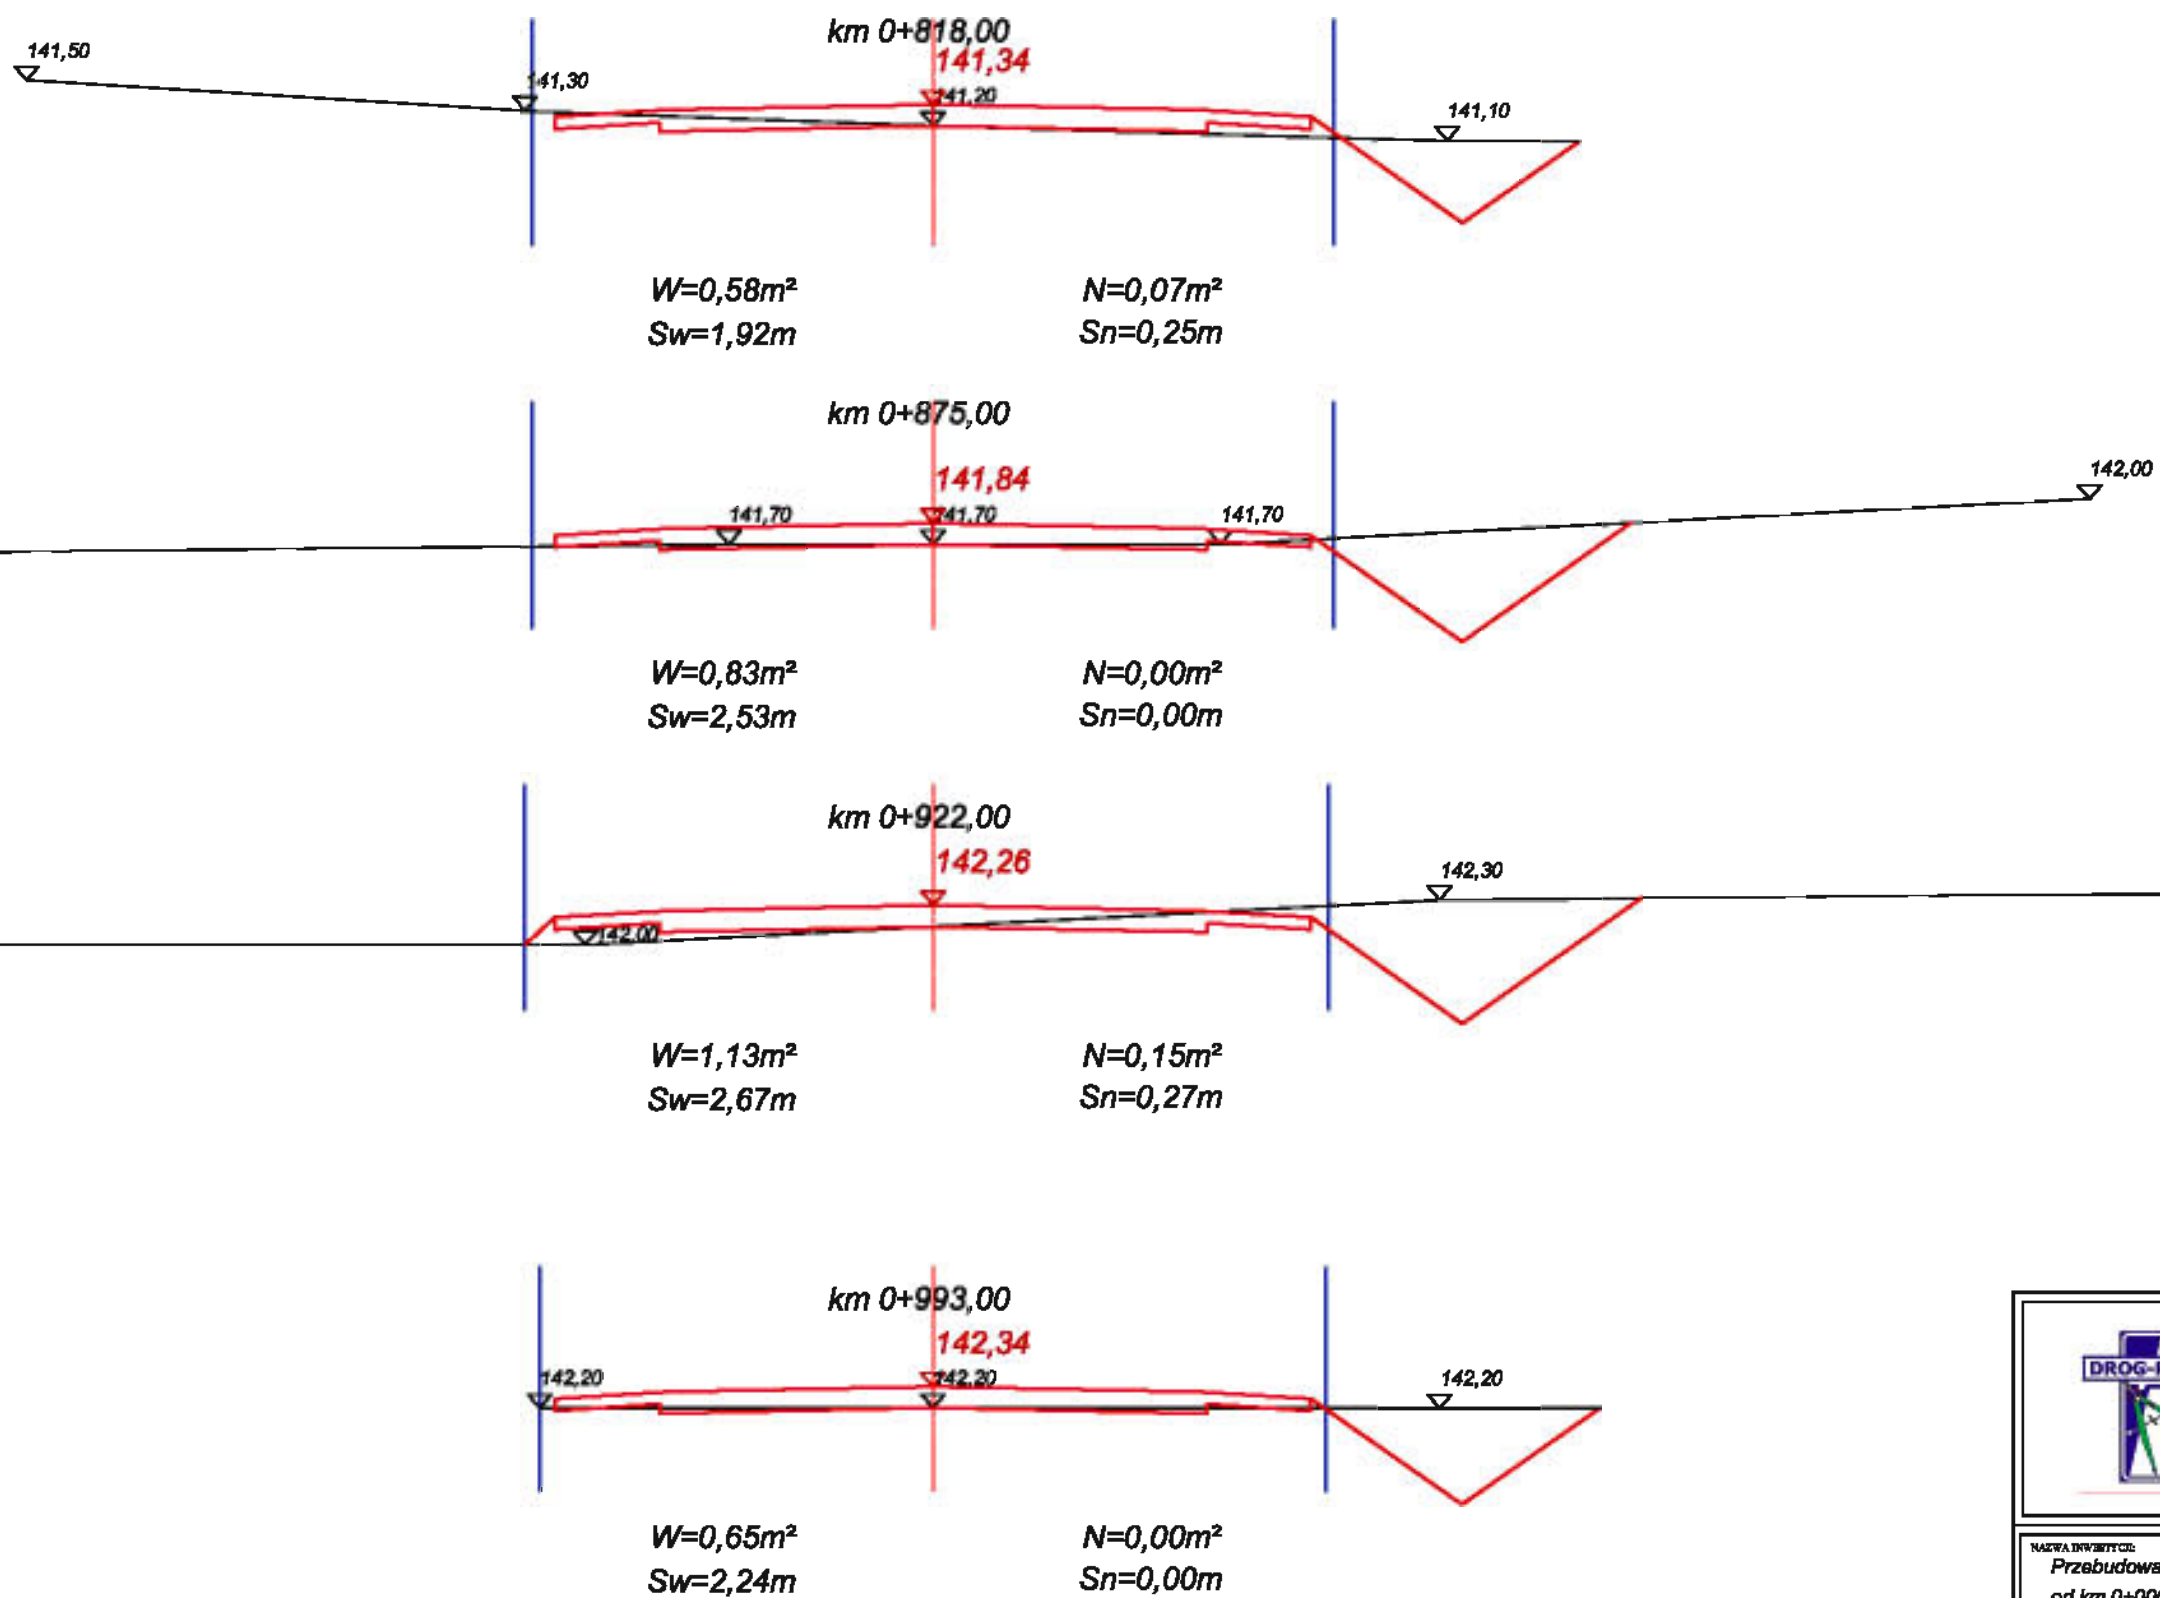 km 0+818,00
141,50
141,34
141,30
141,20
141,10
W=0,58m²
N=0,07m²
Sw=1,92m
Sn=0,25m
km 0+875,00
142,00
141,84
141,70
141,70
141,70
W=0,83m²
N=0,00m²
Sw=2,53m
Sn=0,00m
km 0+922,00
142,26
142,30
142,00
W=1,13m²
N=0,15m²
Sw=2,67m
Sn=0,27m
km 0+993,00
142,34
142,20
142,20
142,20
W=0,65m²
N=0,00m²
Sw=2,24m
Sn=0,00m
DROG-
NAZWA INWESTYCJI:
Przebudowa
od km